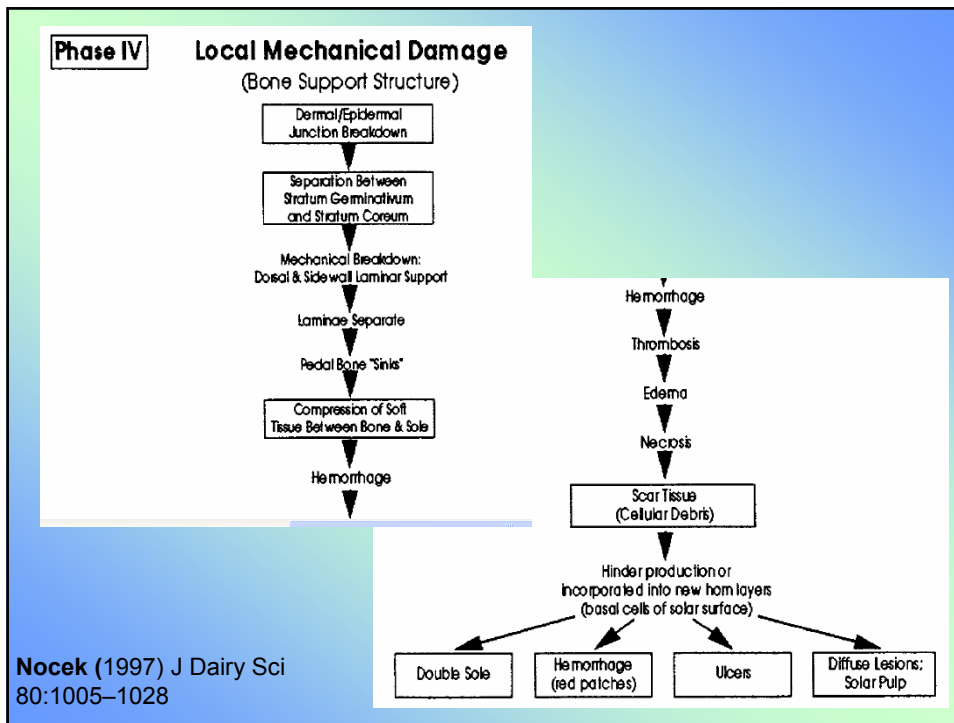 Phase IV
Local Mechanical Damage
(Bone Support Structure)
Dermal/Epidermal
Junction Breakdown
Separation Between
Stratum Germinativum
and Stratum Coreum
Mechanical Breakdown:
Dorsal & Sidewall Laminar Support
Laminae Separate
Pedal Bone "Sinks"
Compression of Soft
Tissue Between Bone & Sole
Hemorrhage
Hemorrhage
Thrombosis
Edema
Necrosis
Scar Tissue
(Cellular Debris)
Hinder production or
incorporated into new horn layers
(basal cells of solar surface)
Double Sole
Hemorrhage
(red patches)
Ulcers
Diffuse Lesions;
Solar Pulp
Nocek (1997) J Dairy Sci
80:1005–1028